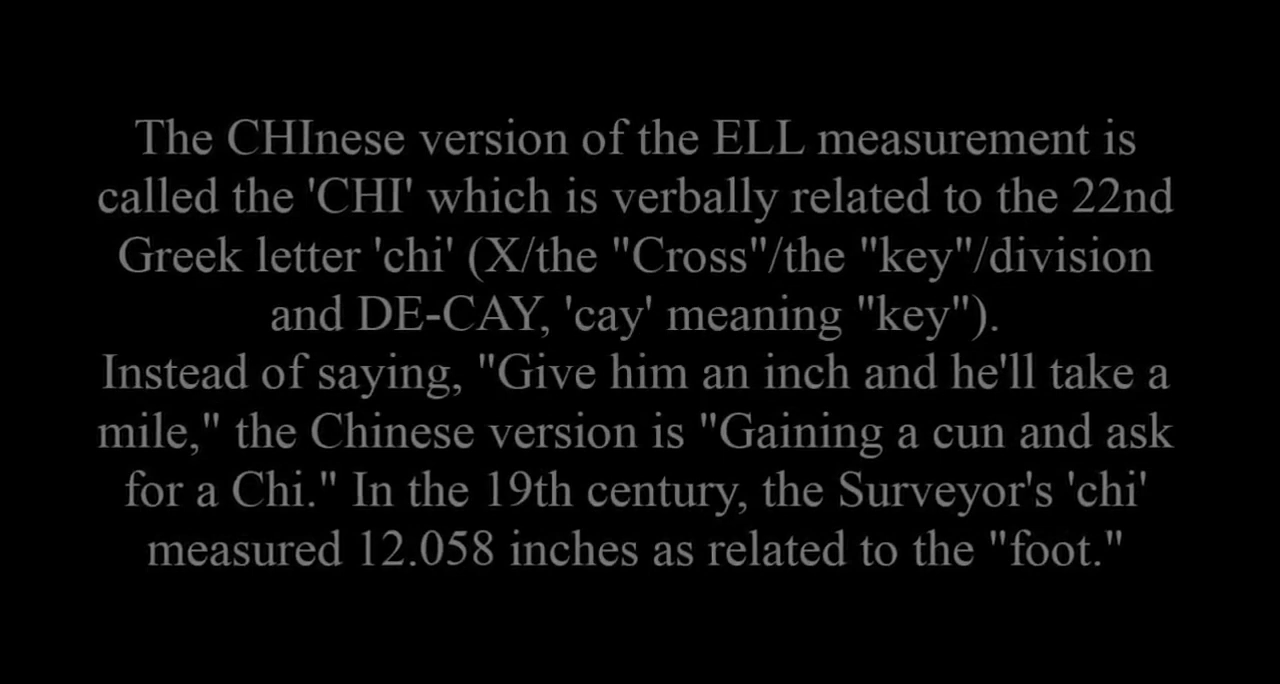 The CHInese version of the ELL measurement is
called the 'CHI' which is verbally related to the 22nd
Greek letter 'chi' (X/the "Cross"/the "key"/division
and DE-CAY, 'cay' meaning "key").
Instead of saying, "Give him an inch and he'll take a
mile," the Chinese version is "Gaining a cun and ask
for a Chi." In the 19th century, the Surveyor's 'chi'
measured 12.058 inches as related to the "foot."